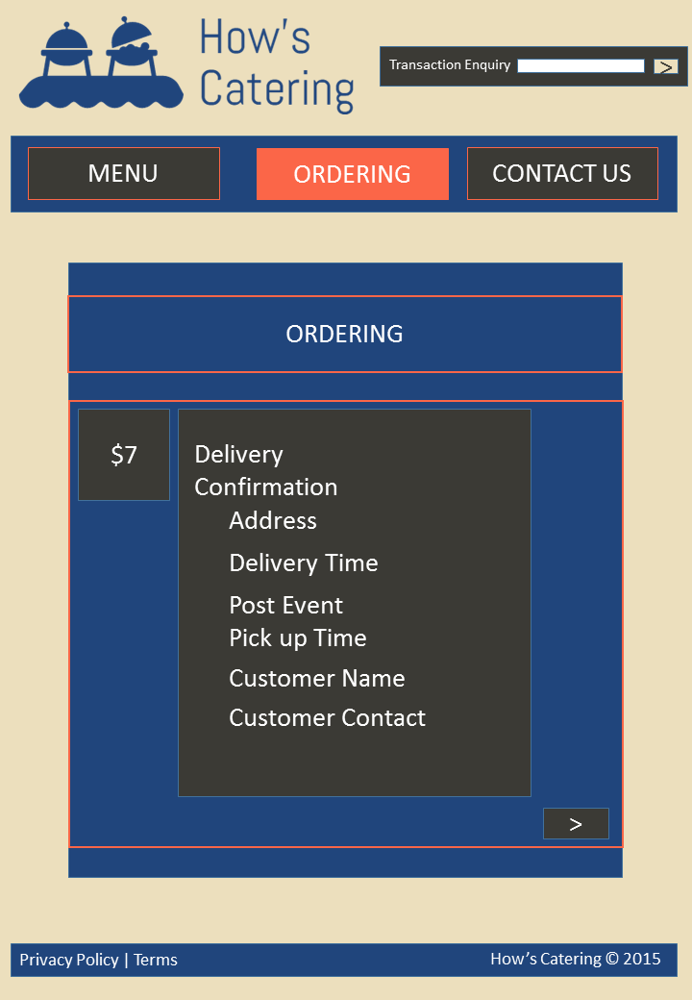 How's
Catering
Transaction Enquiry
>
MENU
ORDERING
CONTACT US
ORDERING
$7
Delivery
Confirmation
Address
Delivery Time
Post Event
Pick up Time
Customer Name
Customer Contact
>
Privacy Policy | Terms
How’s Catering © 2015